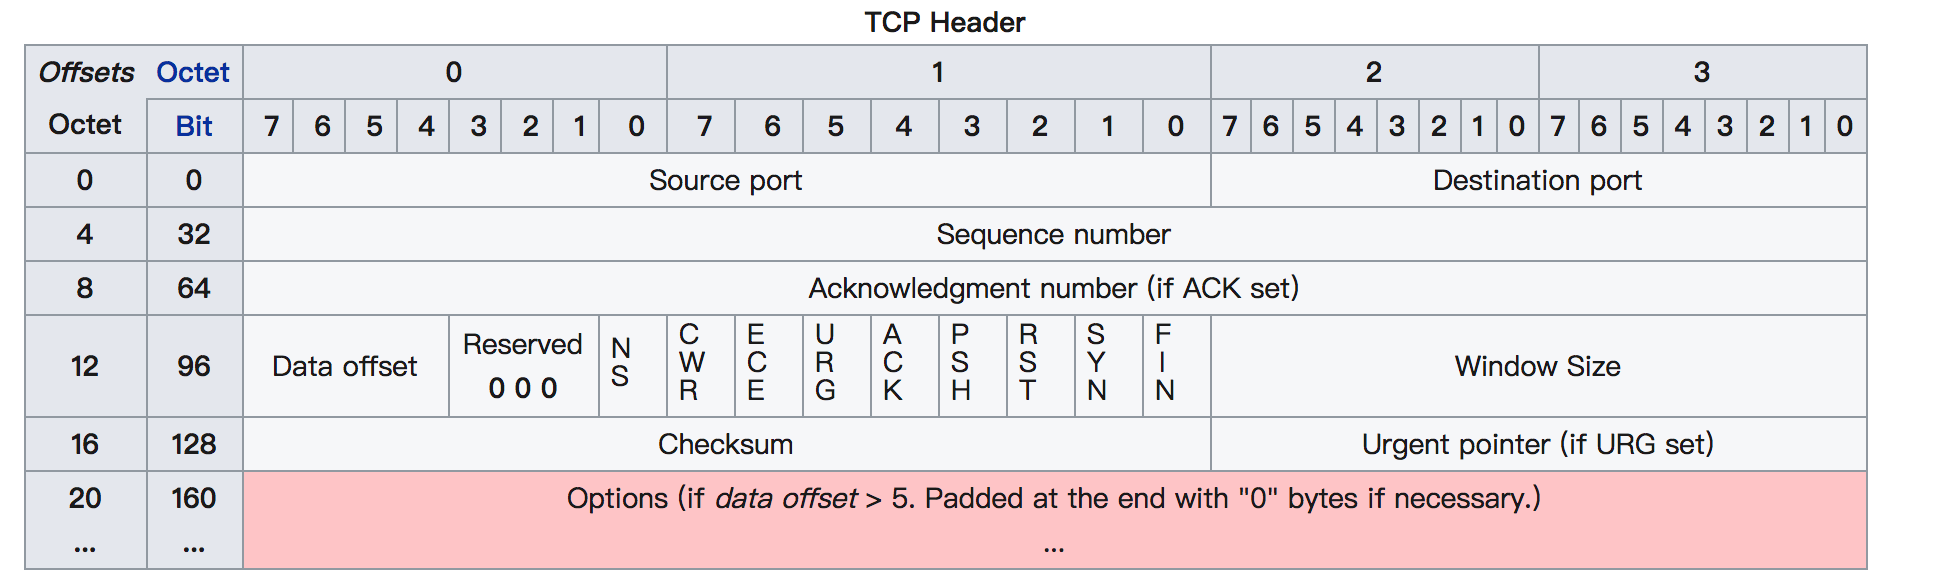 TCP Header
Offsets Octet 0 1 2 3
Octet Bit 7 6 5 4 3 2 1 0 7 6 5 4 3 2 1 0 7 6 5 4 3 2 1 0 7 6 5 4 3 2 1 0
0 0 Source port Destination port
4 32 Sequence number
8 64 Acknowledgment number (if ACK set)
12 96 Data offset Reserved 0 0 0 NS CWR ECE URG ACK PSH RST SYN FIN Window Size
16 128 Checksum Urgent pointer (if URG set)
20 160 Options (if data offset > 5. Padded at the end with "0" bytes if necessary.)
... ... ...